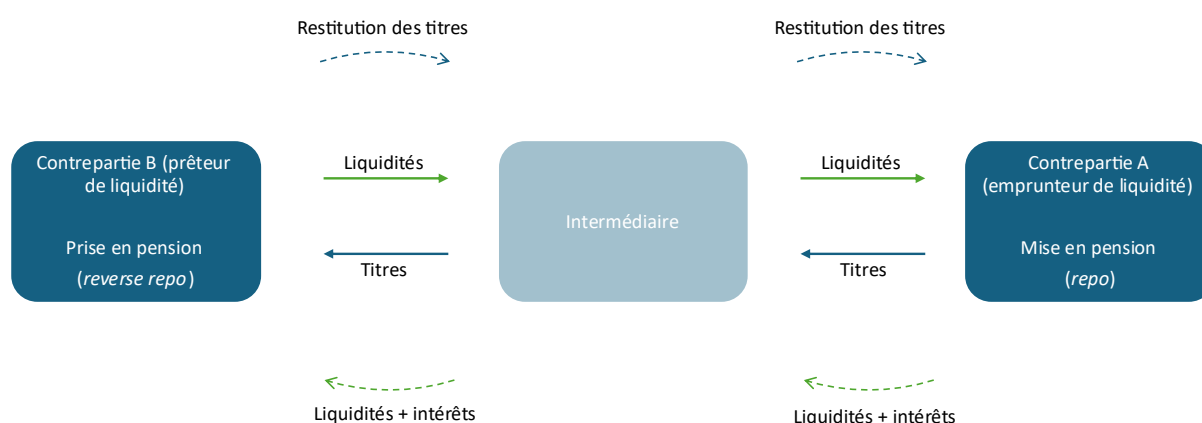 Restitution des titres
Restitution des titres
Contrepartie B (prêteur
de liquidité)
Prise en pension
(reverse repo)
Liquidités
Titres
Intermédiaire
Liquidités
Titres
Contrepartie A
(emprunteur de liquidité)
Mise en pension
(repo)
Liquidités + intérêts
Liquidités + intérêts